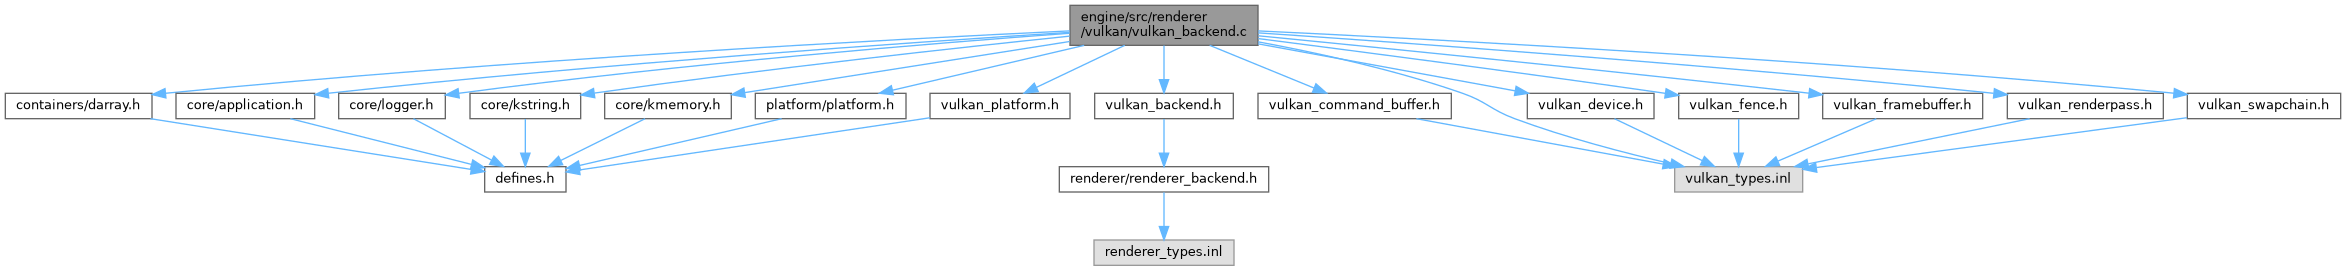 engine/src/renderer
/vulkan/vulkan_backend.c
containers/darray.h
core/application.h
core/logger.h
core/kstring.h
core/kmemory.h
platform/platform.h
vulkan_platform.h
vulkan_backend.h
vulkan_command_buffer.h
vulkan_device.h
vulkan_fence.h
vulkan_framebuffer.h
vulkan_renderpass.h
vulkan_swapchain.h
defines.h
renderer/renderer_backend.h
vulkan_types.inl
renderer_types.inl